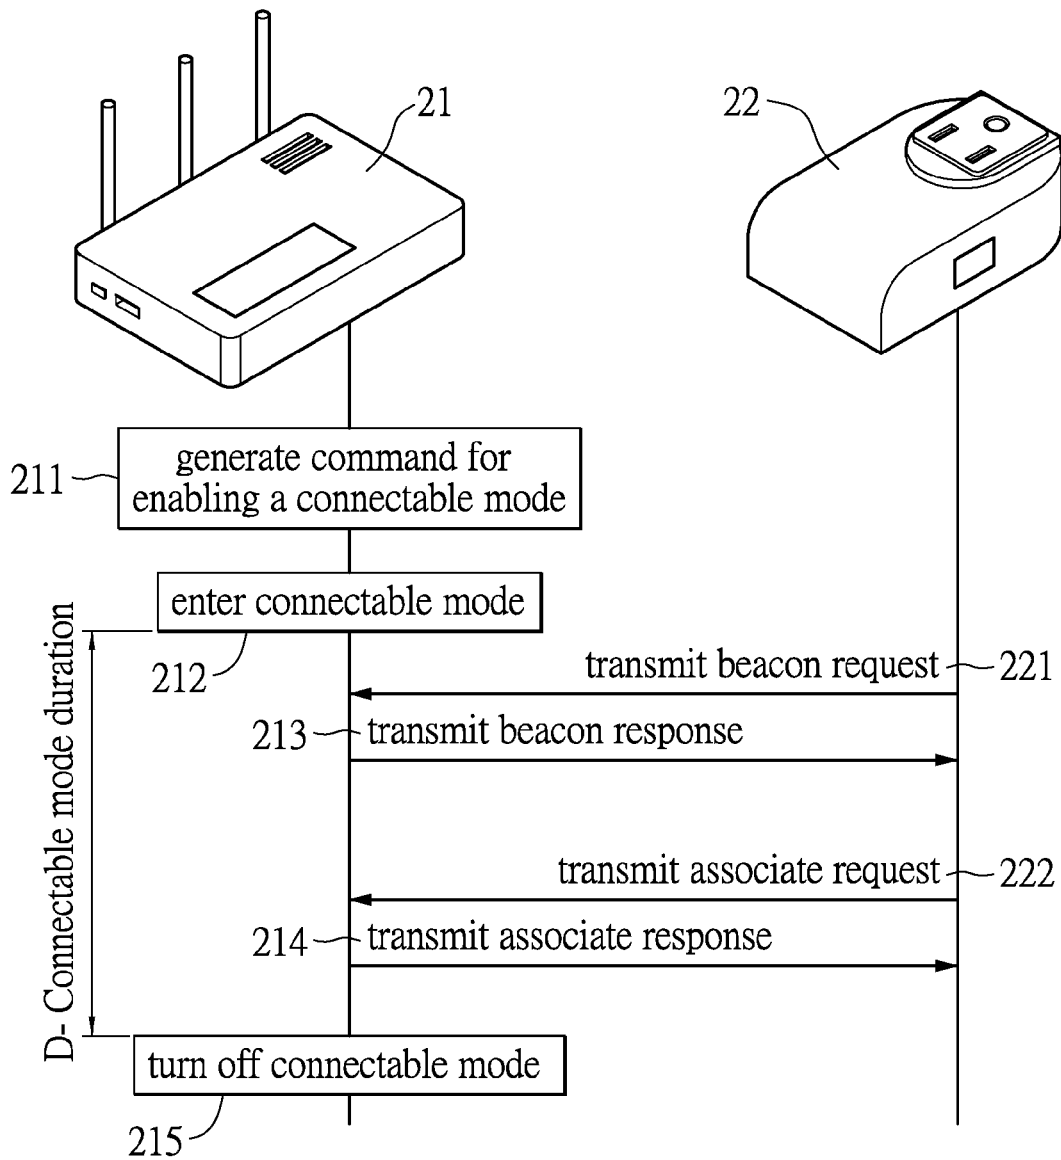 21
22
211
generate command for
enabling a connectable mode
enter connectable mode
212
transmit beacon request
221
213
transmit beacon response
D- Connectable mode duration
transmit associate request
222
214
transmit associate response
turn off connectable mode
215